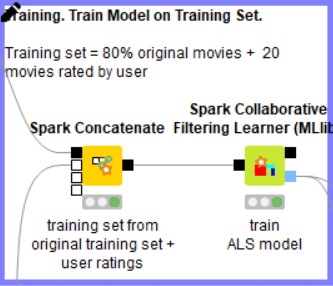 Training. Train Model on Training Set.
Training set = 80% original movies + 20
movies rated by user
Spark Collaborative
Spark Concatenate Filtering Learner (MLlib
training set from
original training set +
user ratings
train
ALS model